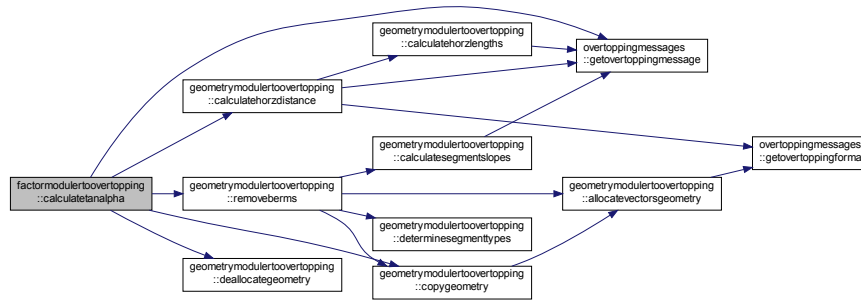 geometrymodulertoovertopping
::calculatehorzlengths
overtoppingmessages
::getovertoppingmessage
geometrymodulertoovertopping
::calculatehorzdistance
geometrymodulertoovertopping
::calculatesegmentslopes
overtoppingmessages
::getovertoppingforma
factormodulertoovertopping
::calculatetanalpha
geometrymodulertoovertopping
::removeberms
geometrymodulertoovertopping
::allocatevectorsgeometry
geometrymodulertoovertopping
::determinesegmenttypes
geometrymodulertoovertopping
::deallocategeometry
geometrymodulertoovertopping
::copygeometry